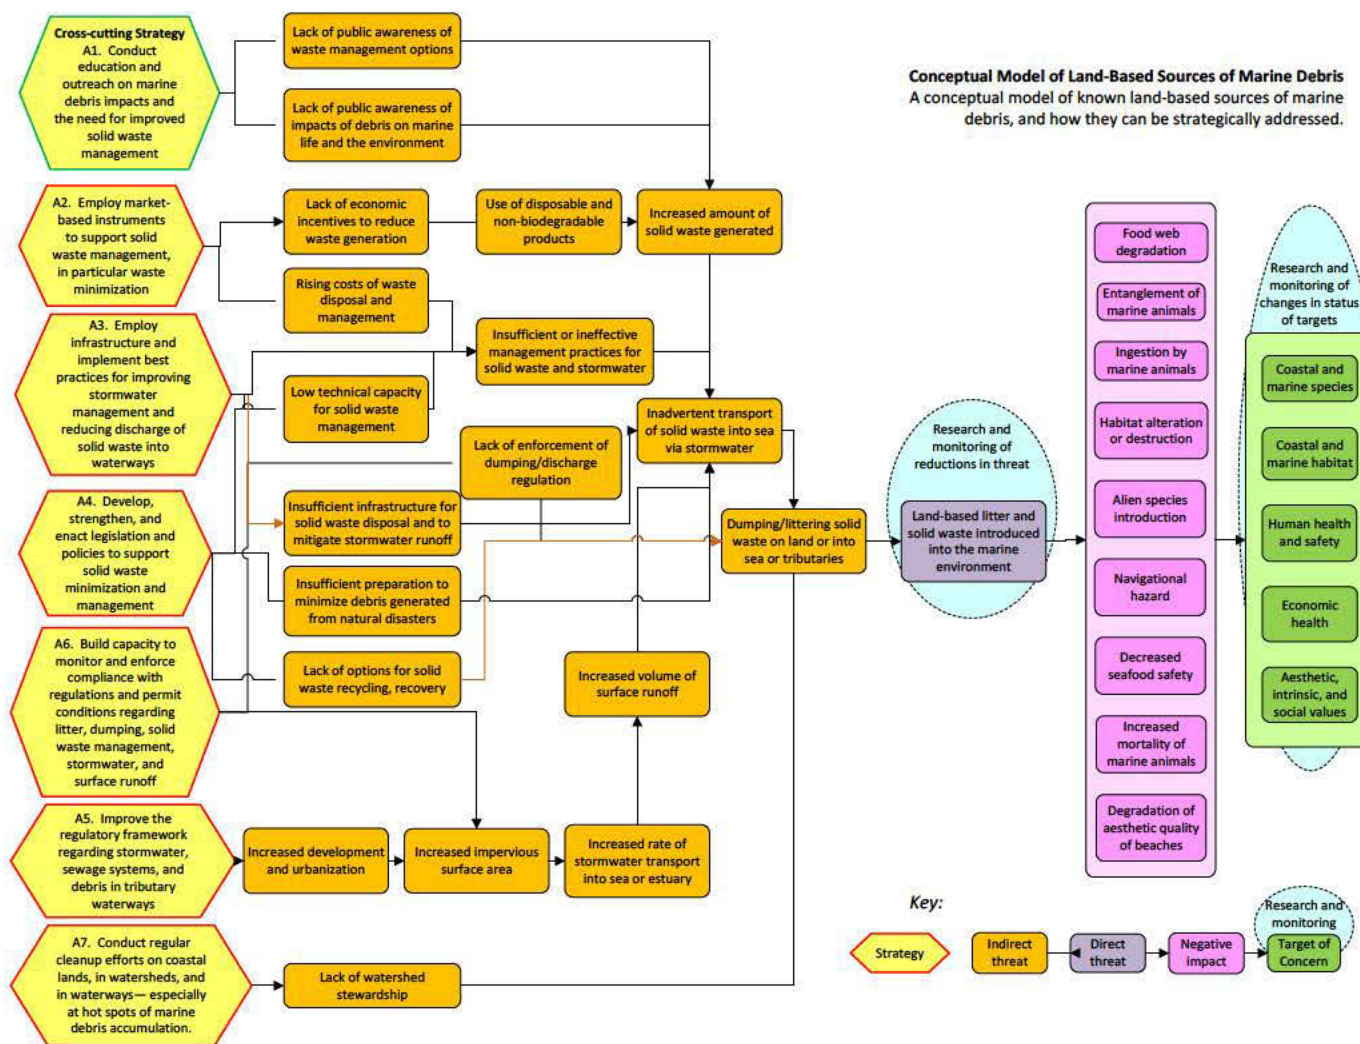 Cross-cutting Strategy
A1. Conduct
education and
outreach on marine
debris impacts and
the need for improved
solid waste
management
Lack of public awareness of
waste management options
Lack of public awareness of
impacts of debris on marine
life and the environment
Conceptual Model of Land-Based Sources of Marine Debris
A conceptual model of known land-based sources of marine
debris, and how they can be strategically addressed.
A2. Employ market-
based instruments
to support solid
waste management,
in particular waste
minimization
Lack of economic
incentives to reduce
waste generation
Use of disposable and
non-biodegradable
products
Increased amount of
solid waste generated
Rising costs of waste
disposal and
management
A3. Employ
infrastructure and
implement best
practices for improving
stormwater
management and
reducing discharge of
solid waste into
waterways
Insufficient or ineffective
management practices for
solid waste and stormwater
Low technical capacity
for solid waste
management
Inadvertent transport
of solid waste into sea
via stormwater
Lack of enforcement of
dumping/discharge
regulation
A4. Develop,
strengthen, and
enact legislation and
policies to support
solid waste
minimization and
management
Insufficient infrastructure for
solid waste disposal and to
mitigate stormwater runoff
Dumping/littering solid
waste on land or into
sea or tributaries
Insufficient preparation to
minimize debris generated
from natural disasters
A6. Build capacity to
monitor and enforce
compliance with
regulations and permit
conditions regarding
litter, dumping, solid
waste management,
stormwater, and
surface runoff
Lack of options for solid
waste recycling, recovery
Increased volume of
surface runoff
A5. Improve the
regulatory framework
regarding stormwater,
sewage systems, and
debris in tributary
waterways
Increased development
and urbanization
Increased impervious
surface area
Increased rate of
stormwater transport
into sea or estuary
A7. Conduct regular
cleanup efforts on coastal
lands, in watersheds, and
in waterways— especially
at hot spots of marine
debris accumulation.
Lack of watershed
stewardship
Research and
monitoring of
reductions in threat
Land-based litter and
solid waste introduced
into the marine
environment
Food web
degradation
Entanglement of
marine animals
Ingestion by
marine animals
Habitat alteration
or destruction
Alien species
introduction
Navigational
hazard
Decreased
seafood safety
Increased
mortality of
marine animals
Degradation of
aesthetic quality
of beaches
Research and
monitoring of
changes in status
of targets
Coastal and
marine species
Coastal and
marine habitat
Human health
and safety
Economic
health
Aesthetic,
intrinsic, and
social values
Key:
Strategy
Indirect
threat
Direct
threat
Negative
impact
Research and
monitoring
Target of
Concern